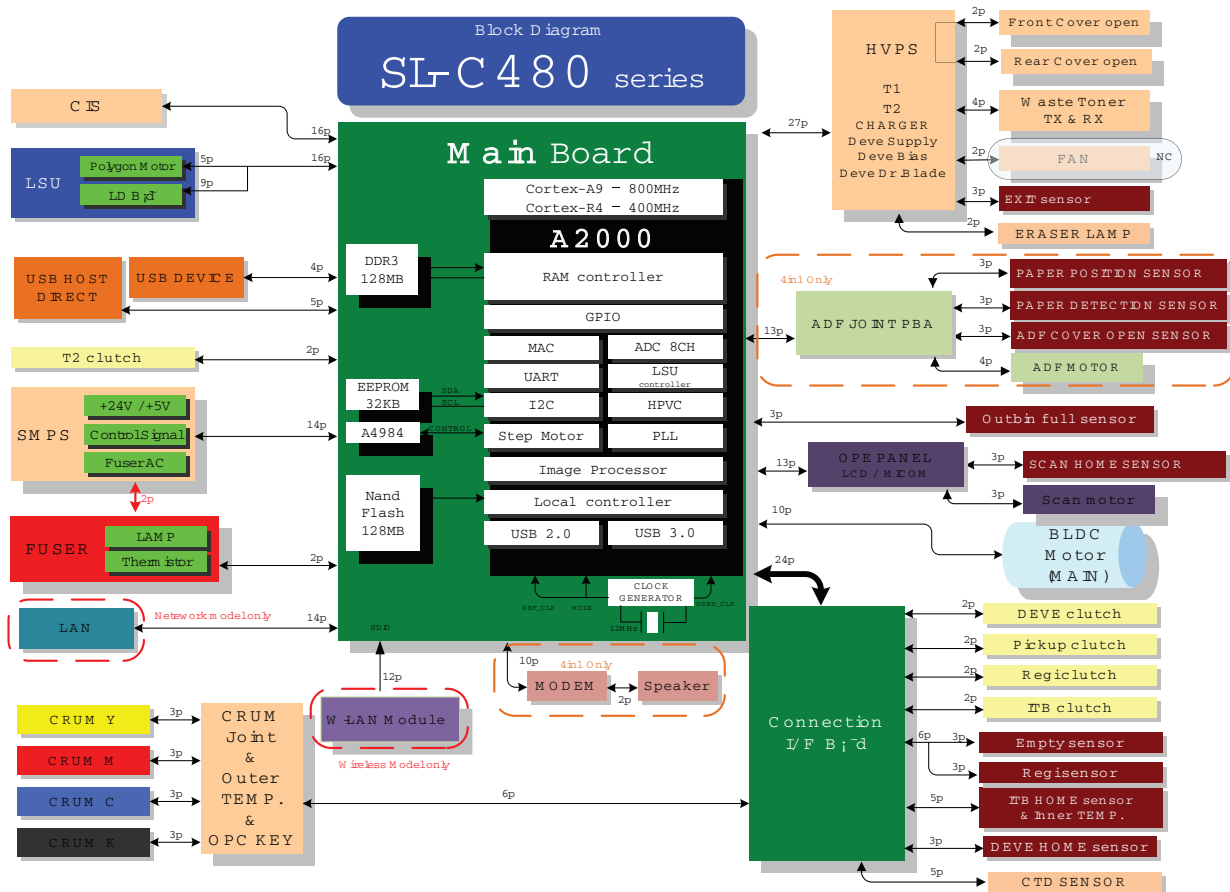 Block Diagram
SL-C480 series
CIS
16p
LSU
Polygon Motor
5p
16p
LD B¡¯d
9p
USB HOST
DIRECT
USB DEVICE
4p
5p
T2 clutch
2p
SMPS
+24V /+5V
Control Signal
Fuser AC
14p
2p
FUSER
LAMP
Thermistor
2p
LAN
Neteework model only
14p
CRUM Y
3p
CRUM M
3p
CRUM C
3p
CRUM K
3p
CRUM
Joint
&
Outer
TEMP.
&
OPC KEY
6p
Main Board
Cortex-A9 - 800MHz
Cortex-R4 - 400MHz
A2000
DDR3
128MB
RAM controller
GPIO
MAC
ADC 8CH
UART
LSU
controller
EEPROM
32KB
SDA
SCL
I2C
HPVC
A4984
CONTROL
Step Motor
PLL
Image Processor
Nand
Flash
128MB
Local controller
USB 2.0
USB 3.0
CLOCK
GENERATOR
REF_CLK
MCLK
USBH_CLK
12MHz
SDIO
12p
W-LAN Module
Wireless Model only
10p
4in1 Only
MODEM
2p
Speaker
27p
HVPS
T1
T2
CHARGER
Deve Supply
Deve Bias
Deve Dr.Blade
2p
Front Cover open
2p
Rear Cover open
4p
Waste Toner
TX & RX
2p
FAN
NC
3p
EXIT sensor
2p
ERASER LAMP
4in1 Only
13p
ADF JOINT PBA
3p
PAPER POSITION SENSOR
3p
PAPER DETECTION SENSOR
3p
ADF COVER OPEN SENSOR
4p
ADF MOTOR
3p
Outbin full sensor
13p
OPE PANEL
LCD / MICOM
3p
SCAN HOME SENSOR
3p
Scan motor
10p
BLDC
Motor
(MAIN)
24p
Connection
I/F B¡¯d
2p
DEVE clutch
2p
Pickup clutch
2p
Regi clutch
2p
ITB clutch
6p
3p
Empty sensor
3p
Regi sensor
5p
ITB HOME sensor
& Inner TEMP.
3p
DEVE HOME sensor
5p
CTD SENSOR